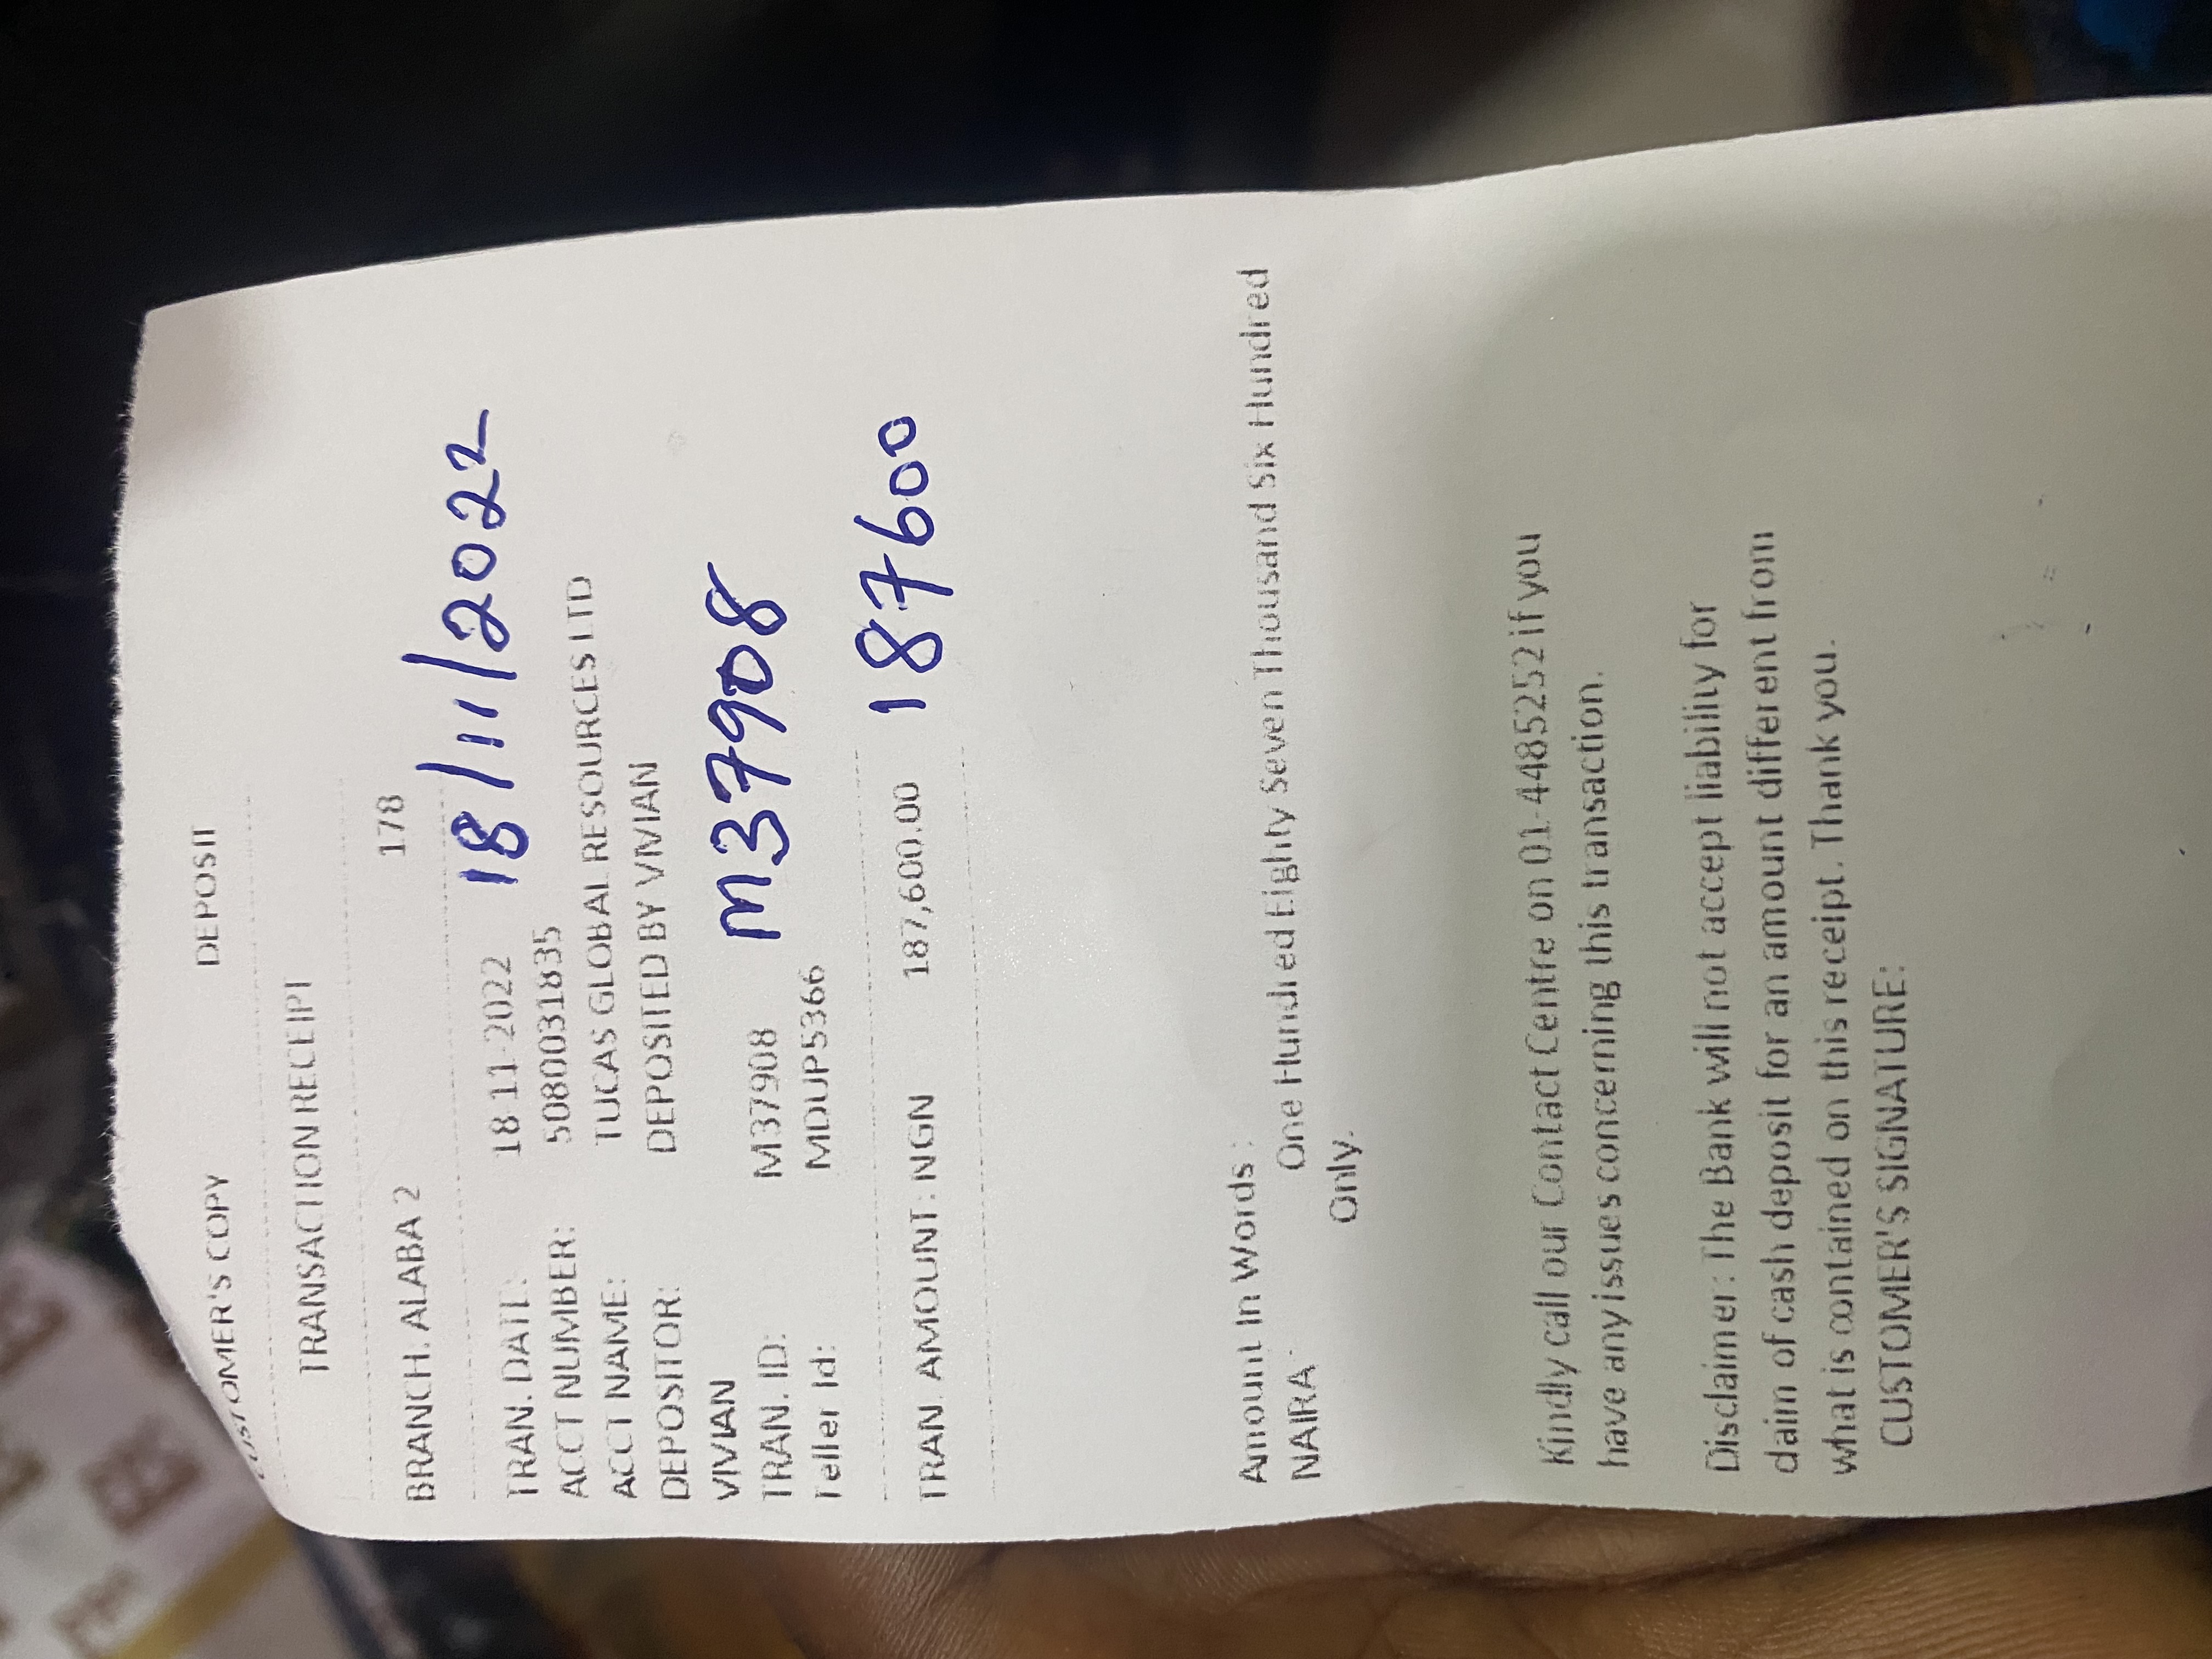 CUSTOMER'S COPY DEPOSIT
TRANSACTION RECEIPT
BRANCH. ALABA 2 178
TRAN. DATE: 18 11-2022 18/11/2022
ACCT NUMBER: 5080031835
ACCT NAME: TUCAS GLOBAL RESOURCES LTD
DEPOSITOR: DEPOSITED BY VIVIAN
VIVIAN
TRAN. ID: M37908 M37908
Teller Id: MDUP5366
TRAN. AMOUNT: NGN 187,600.00 187600
Amount In Words :
NAIRA One Hundred Eighty Seven Thousand Six Hundred
Only.
Kindly call our Contact Centre on 01-4485252 if you
have any issues concerning this transaction.
Disclaimer: The Bank will not accept liability for
claim of cash deposit for an amount different from
what is contained on this receipt. Thank you.
CUSTOMER'S SIGNATURE: